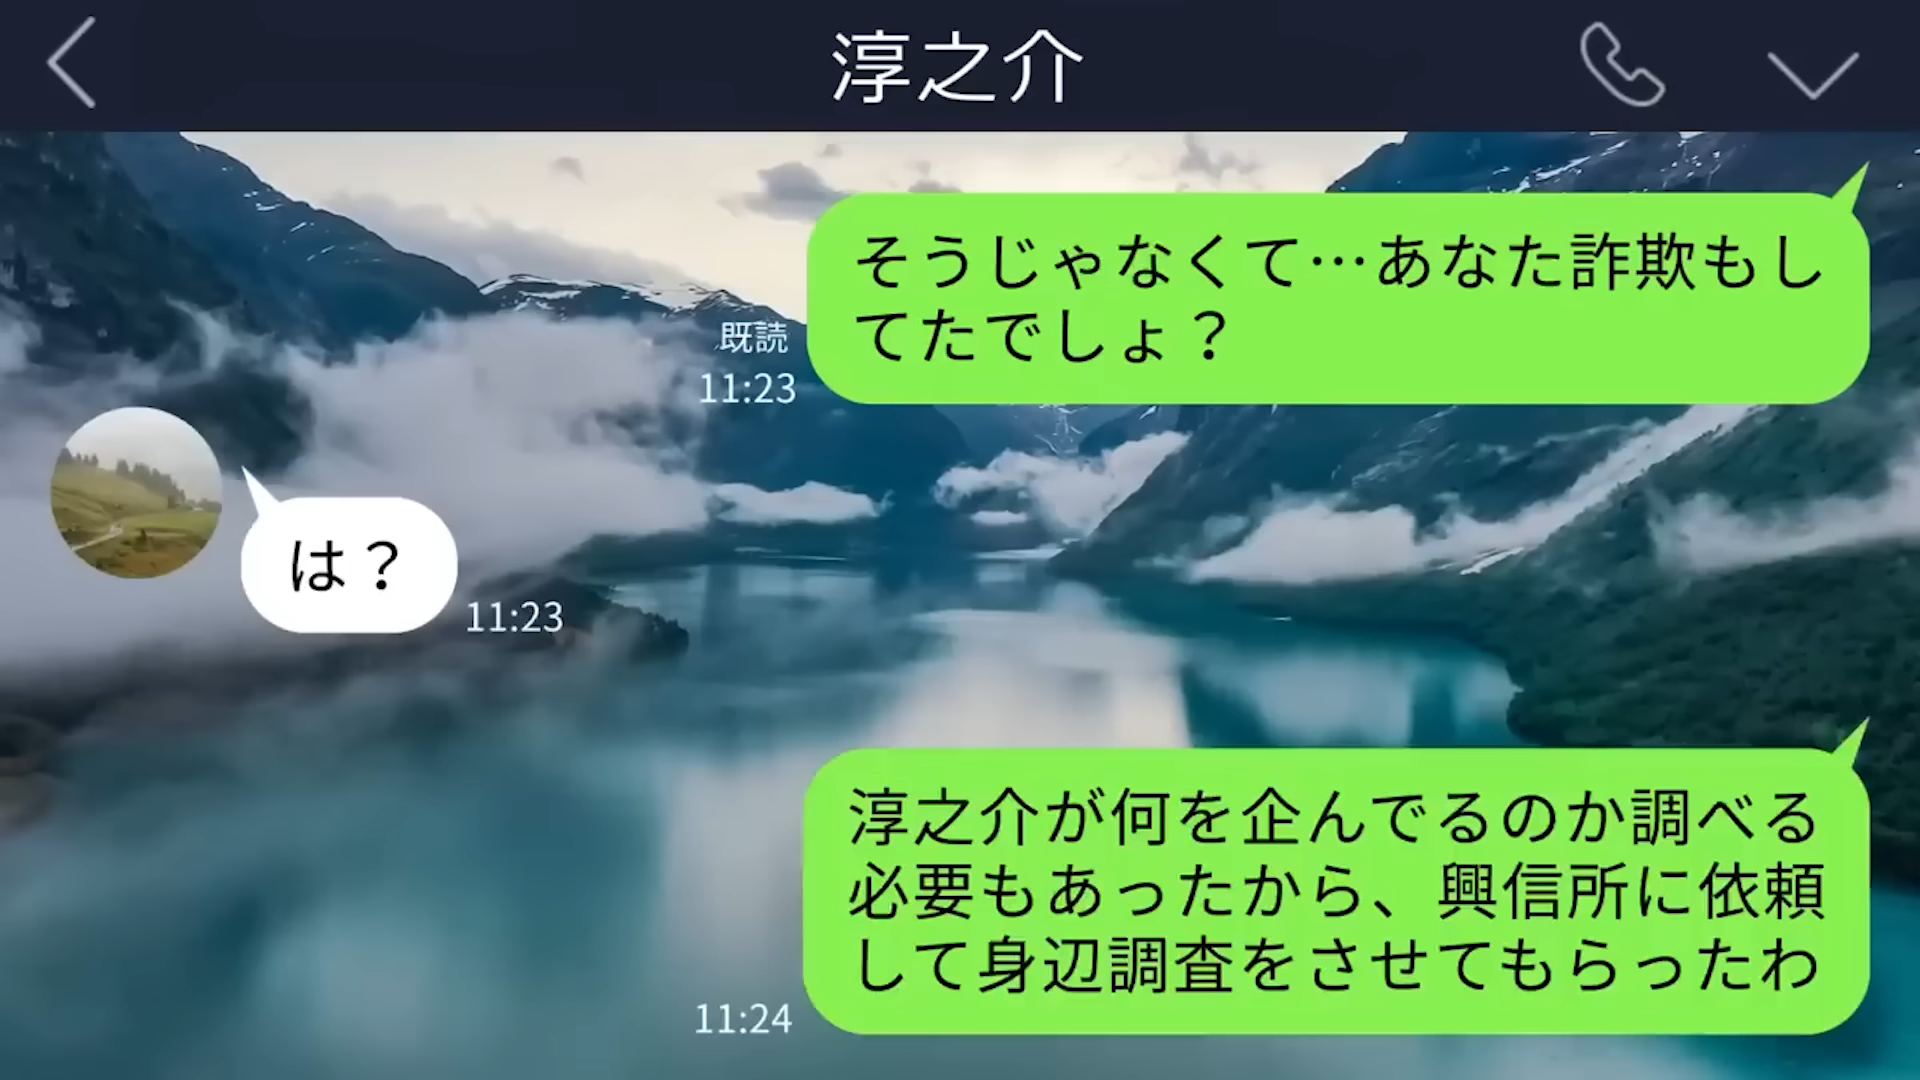 淳之介
そうじゃなくて…あなた詐欺もし
てたでしょ？
既読
11:23
は？
11:23
淳之介が何を企んでるのか調べる
必要もあったから、興信所に依頼
して身辺調査をさせてもらったわ
11:24